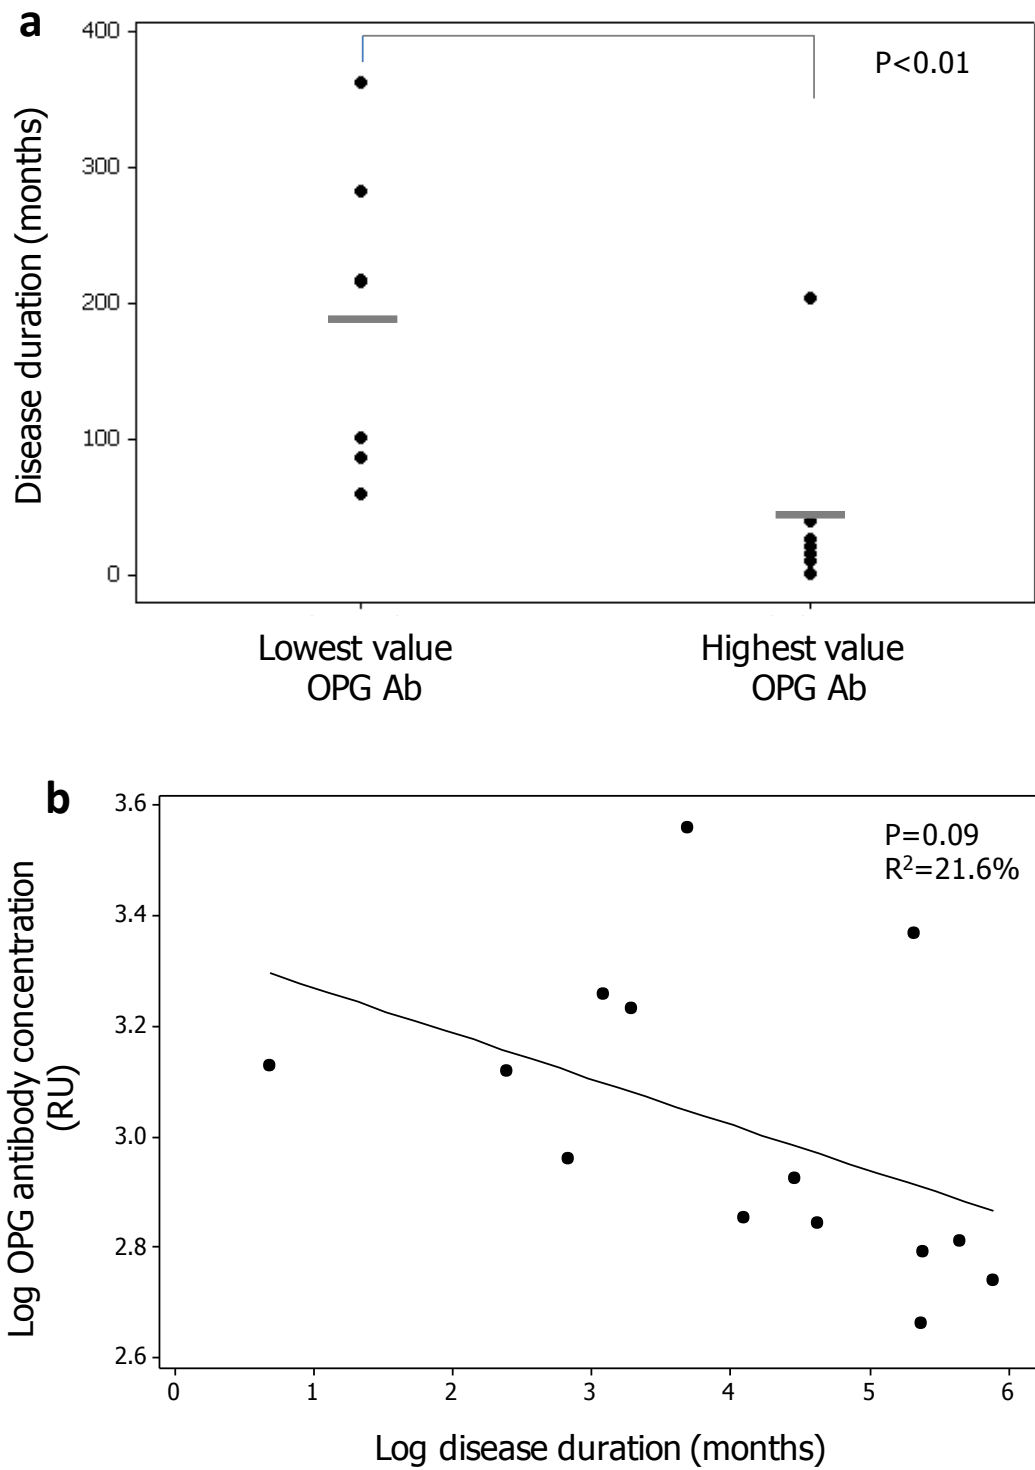 a
400
300
200
100
0
Disease duration (months)
P<0.01
Lowest value
OPG Ab
Highest value
OPG Ab
b
3.6
3.4
3.2
3.0
2.8
2.6
Log OPG antibody concentration
(RU)
P=0.09
R²=21.6%
0 1 2 3 4 5 6
Log disease duration (months)